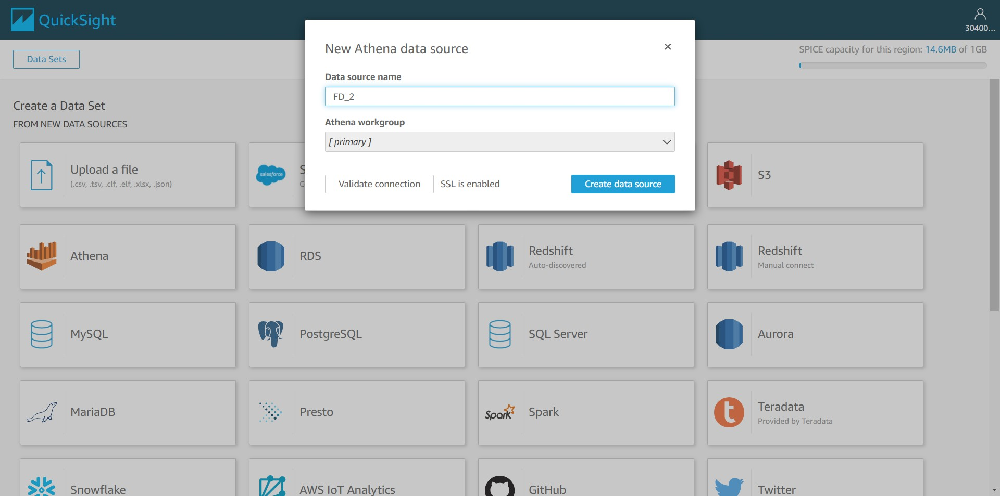 QuickSight
30400...
Data Sets
SPICE capacity for this region: 14.6MB of 1GB
New Athena data source
Data source name
FD_2
Athena workgroup
[ primary ]
Validate connection
SSL is enabled
Create data source
Create a Data Set
FROM NEW DATA SOURCES
Upload a file
(.csv, .tsv, .clf, .elf, .xlsx, .json)
salesforce
S
C
S3
Athena
RDS
Redshift
Auto-discovered
Redshift
Manual connect
MySQL
PostgreSQL
SQL Server
Aurora
MariaDB
Presto
Spark
Spark
t
Teradata
Provided by Teradata
Snowflake
AWS IoT Analytics
GitHub
Twitter